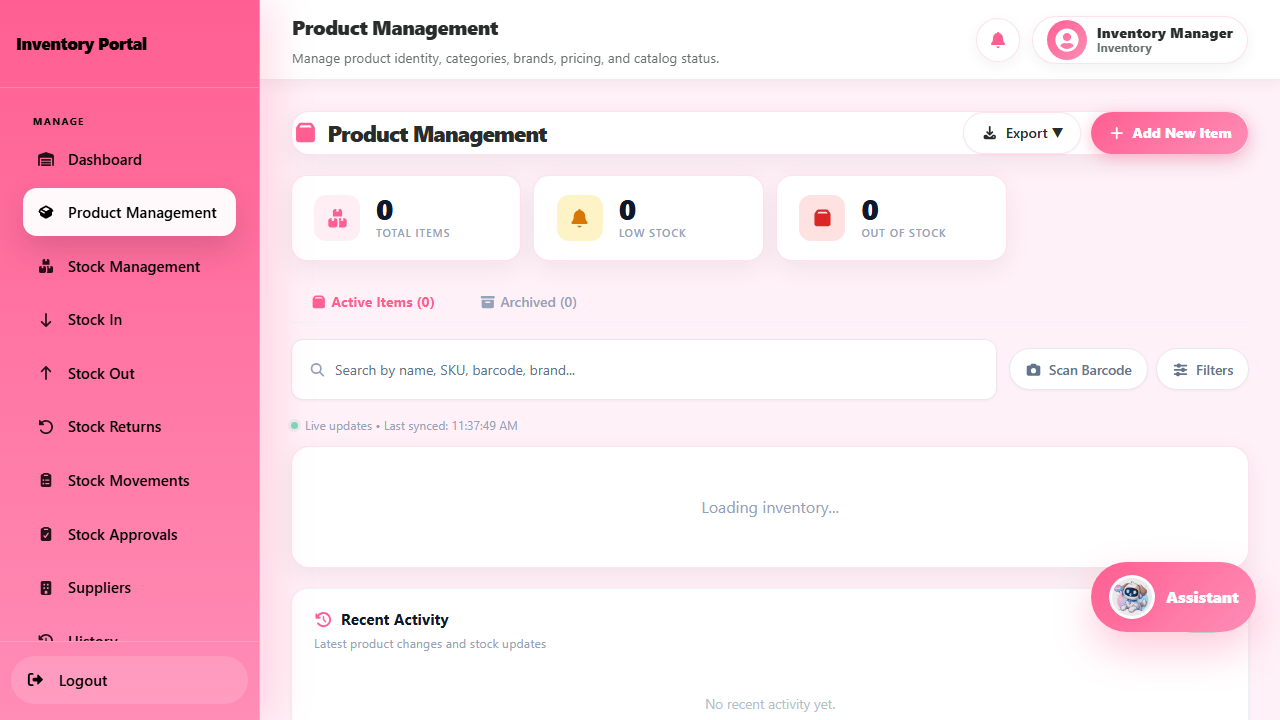 Inventory Portal
MANAGE
Dashboard
Product Management
Stock Management
Stock In
Stock Out
Stock Returns
Stock Movements
Stock Approvals
Suppliers
History
Logout
Product Management
Manage product identity, categories, brands, pricing, and catalog status.
Inventory Manager
Inventory
Product Management
Export ▼
Add New Item
0
TOTAL ITEMS
0
LOW STOCK
0
OUT OF STOCK
Active Items (0)
Archived (0)
Search by name, SKU, barcode, brand...
Scan Barcode
Filters
Live updates • Last synced: 11:37:49 AM
Loading inventory...
Recent Activity
Latest product changes and stock updates
No recent activity yet.
Assistant